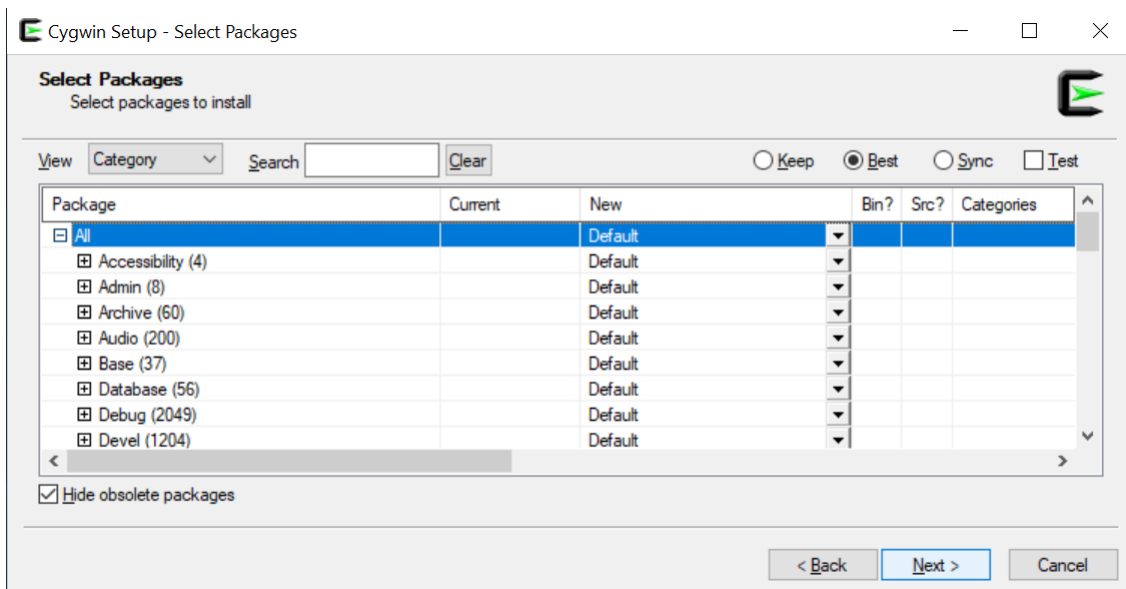 Cygwin Setup - Select Packages
Select Packages
Select packages to install
View Category Search Clear Keep Best Sync Test
Package Current New Bin? Src? Categories
All Default
Accessibility (4) Default
Admin (8) Default
Archive (60) Default
Audio (200) Default
Base (37) Default
Database (56) Default
Debug (2049) Default
Devel (1204) Default
Hide obsolete packages
< Back Next > Cancel